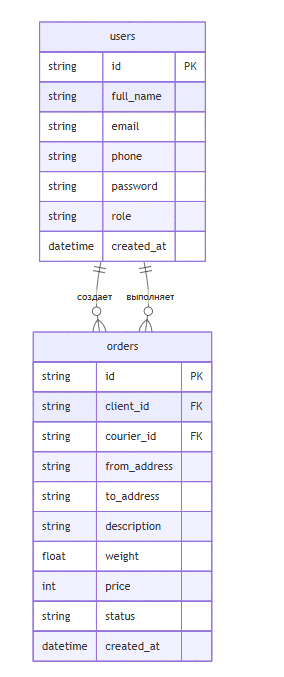 users
string id PK
string full_name
string email
string phone
string password
string role
datetime created_at
создает выполняет
orders
string id PK
string client_id FK
string courier_id FK
string from_address
string to_address
string description
float weight
int price
string status
datetime created_at